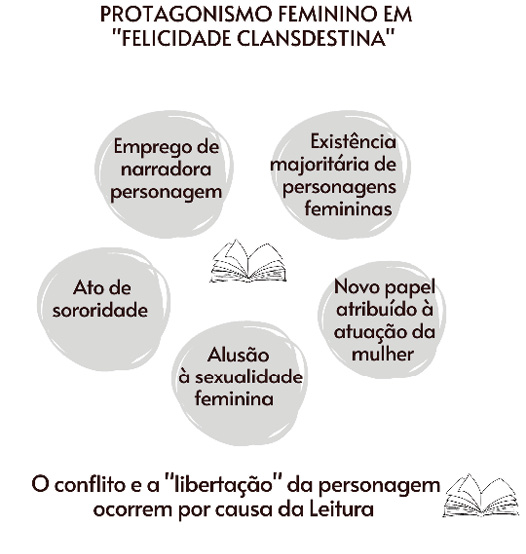 PROTAGONISMO FEMININO EM
"FELICIDADE CLANSDESTINA"
Emprego de
narradora
personagem
Existência
majoritária de
personagens
femininas
Ato de
sororidade
Novo papel
atribuído à
atuação da
mulher
Alusão
à sexualidade
feminina
O conflito e a "libertação" da personagem
ocorrem por causa da Leitura